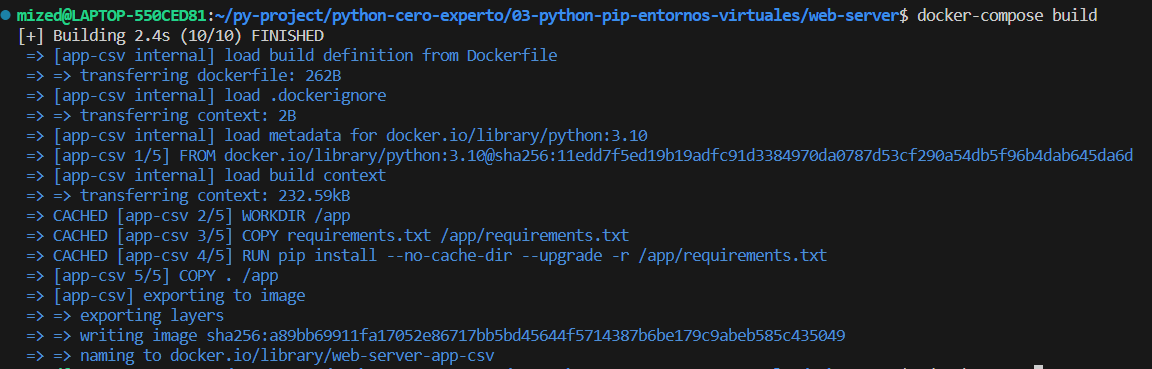 mized@LAPTOP-550CED81:~/py-project/python-cero-experto/03-python-pip-entornos-virtuales/web-server$ docker-compose build
[+] Building 2.4s (10/10) FINISHED
=> [app-csv internal] load build definition from Dockerfile
=> => transferring dockerfile: 262B
=> [app-csv internal] load .dockerignore
=> => transferring context: 2B
=> [app-csv internal] load metadata for docker.io/library/python:3.10
=> [app-csv 1/5] FROM docker.io/library/python:3.10@sha256:11edd7f5ed19b19adfc91d3384970da0787d53cf290a54db5f96b4dab645da6d
=> [app-csv internal] load build context
=> => transferring context: 232.59kB
=> CACHED [app-csv 2/5] WORKDIR /app
=> CACHED [app-csv 3/5] COPY requirements.txt /app/requirements.txt
=> CACHED [app-csv 4/5] RUN pip install --no-cache-dir --upgrade -r /app/requirements.txt
=> [app-csv 5/5] COPY . /app
=> [app-csv] exporting to image
=> => exporting layers
=> => writing image sha256:a89bb69911fa17052e86717bb5bd45644f5714387b6be179c9abeb585c435049
=> => naming to docker.io/library/web-server-app-csv